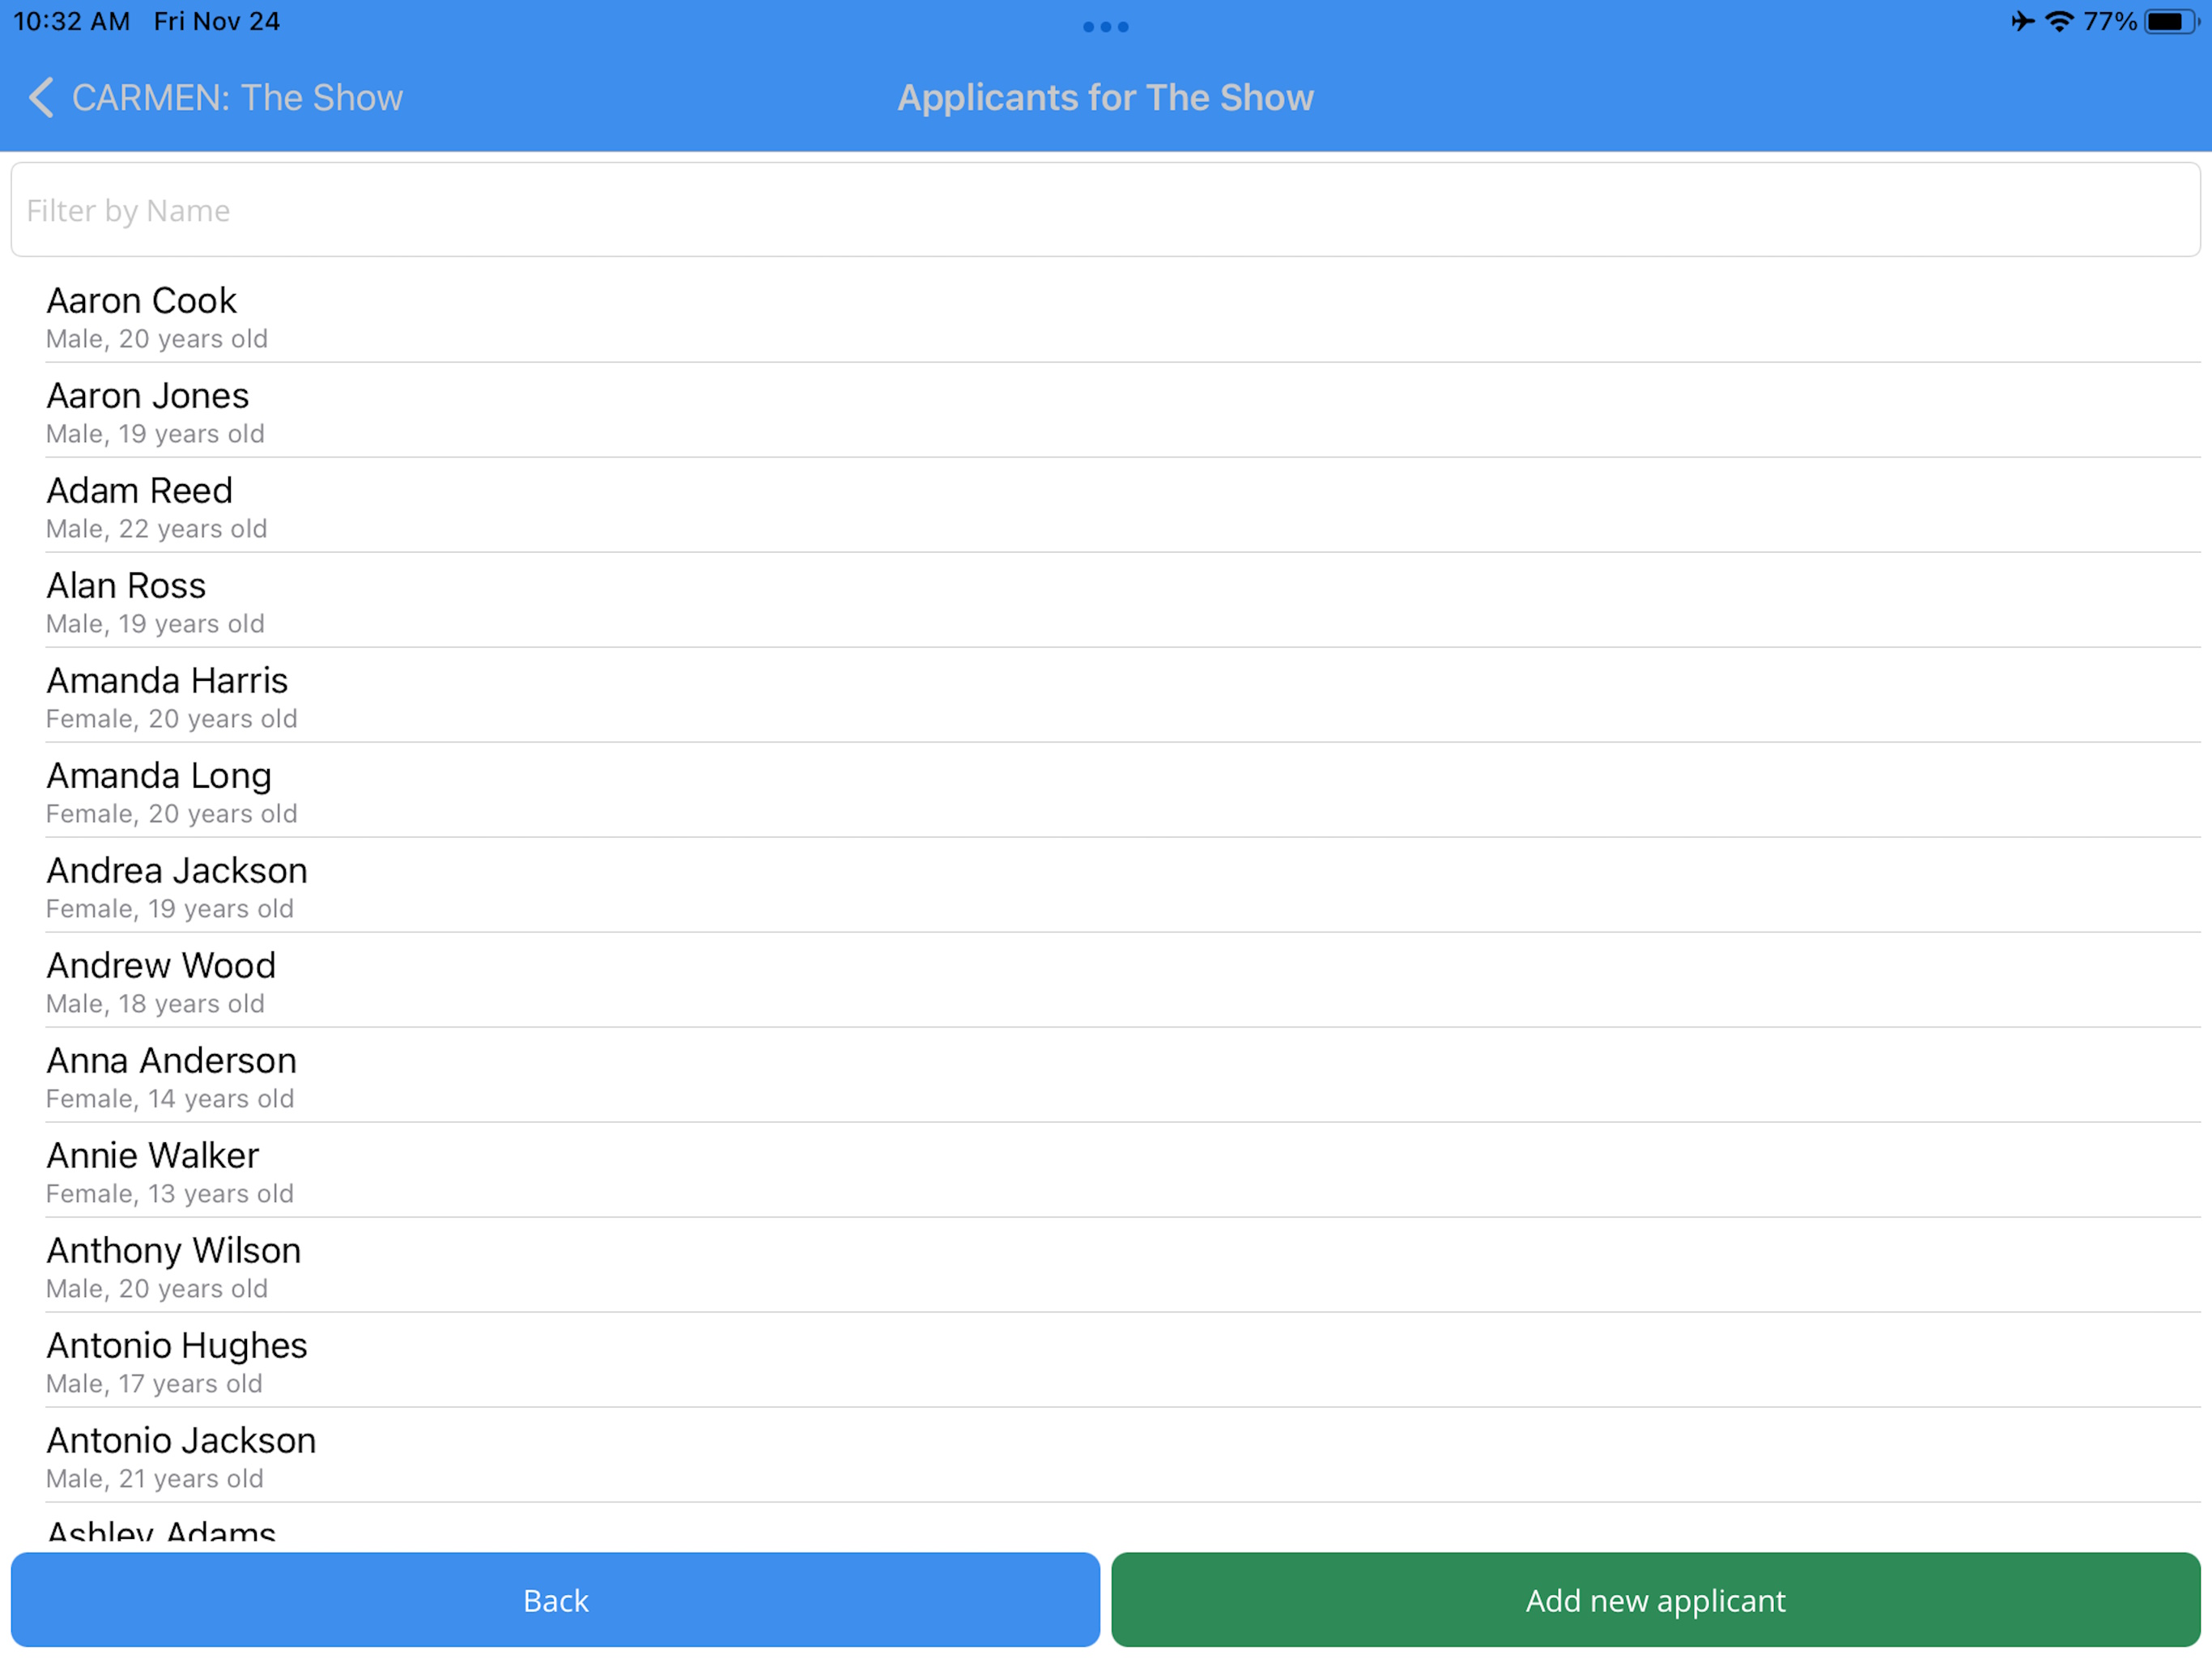 10:32 AM Fri Nov 24
77%
CARMEN: The Show
Applicants for The Show
Filter by Name
Aaron Cook
Male, 20 years old
Aaron Jones
Male, 19 years old
Adam Reed
Male, 22 years old
Alan Ross
Male, 19 years old
Amanda Harris
Female, 20 years old
Amanda Long
Female, 20 years old
Andrea Jackson
Female, 19 years old
Andrew Wood
Male, 18 years old
Anna Anderson
Female, 14 years old
Annie Walker
Female, 13 years old
Anthony Wilson
Male, 20 years old
Antonio Hughes
Male, 17 years old
Antonio Jackson
Male, 21 years old
Ashley Adams
Back
Add new applicant